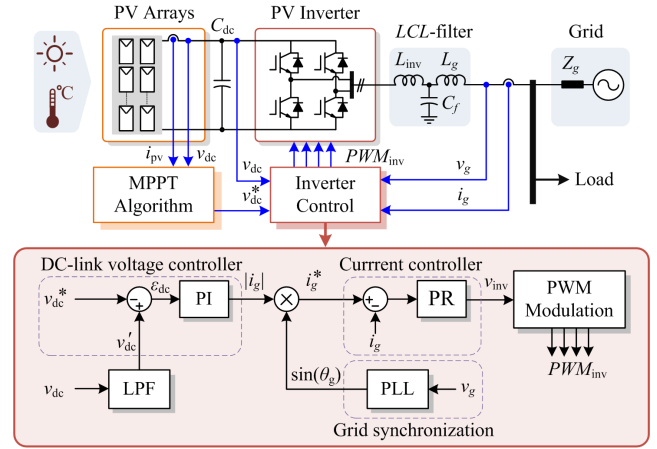 PV Arrays
C_dc
PV Inverter
LCL-filter
Grid
L_inv
L_g
Z_g
°C
C_f
i_pv
v_dc
PWM_inv
v_dc
v_g
MPPT
Algorithm
v_dc*
Inverter
Control
i_g
Load
DC-link voltage controller
Currrent controller
v_dc*
- +
ε_dc
PI
|i_g|
×
i_g*
+ −
PR
v_inv
PWM
Modulation
v_dc′
i_g
PWM_inv
v_dc
LPF
sin(θ_g)
PLL
v_g
Grid synchronization